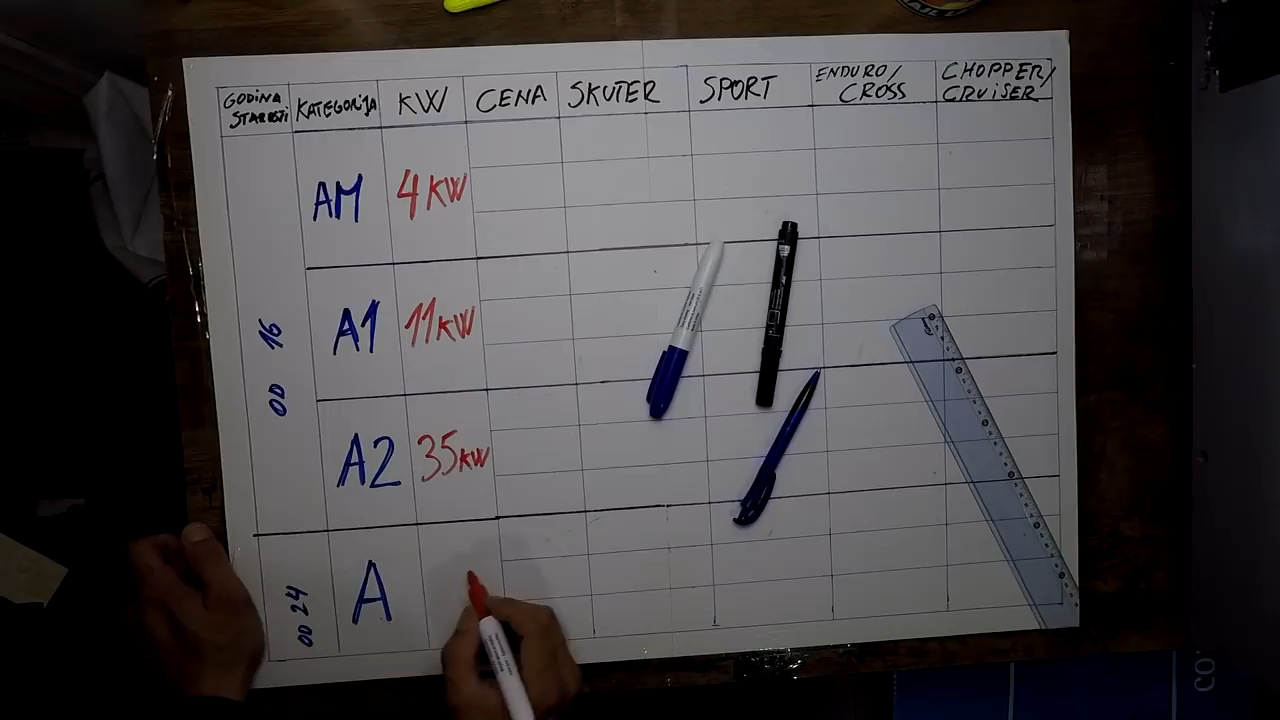 GODINA
STAROSTI
KATEGORIJA
KW
CENA
SKUTER
SPORT
ENDURO/
CROSS
CHOPPER/
CRUISER
OD 16
AM
4 KW
A1
11 KW
A2
35 KW
OD 24
A
CO